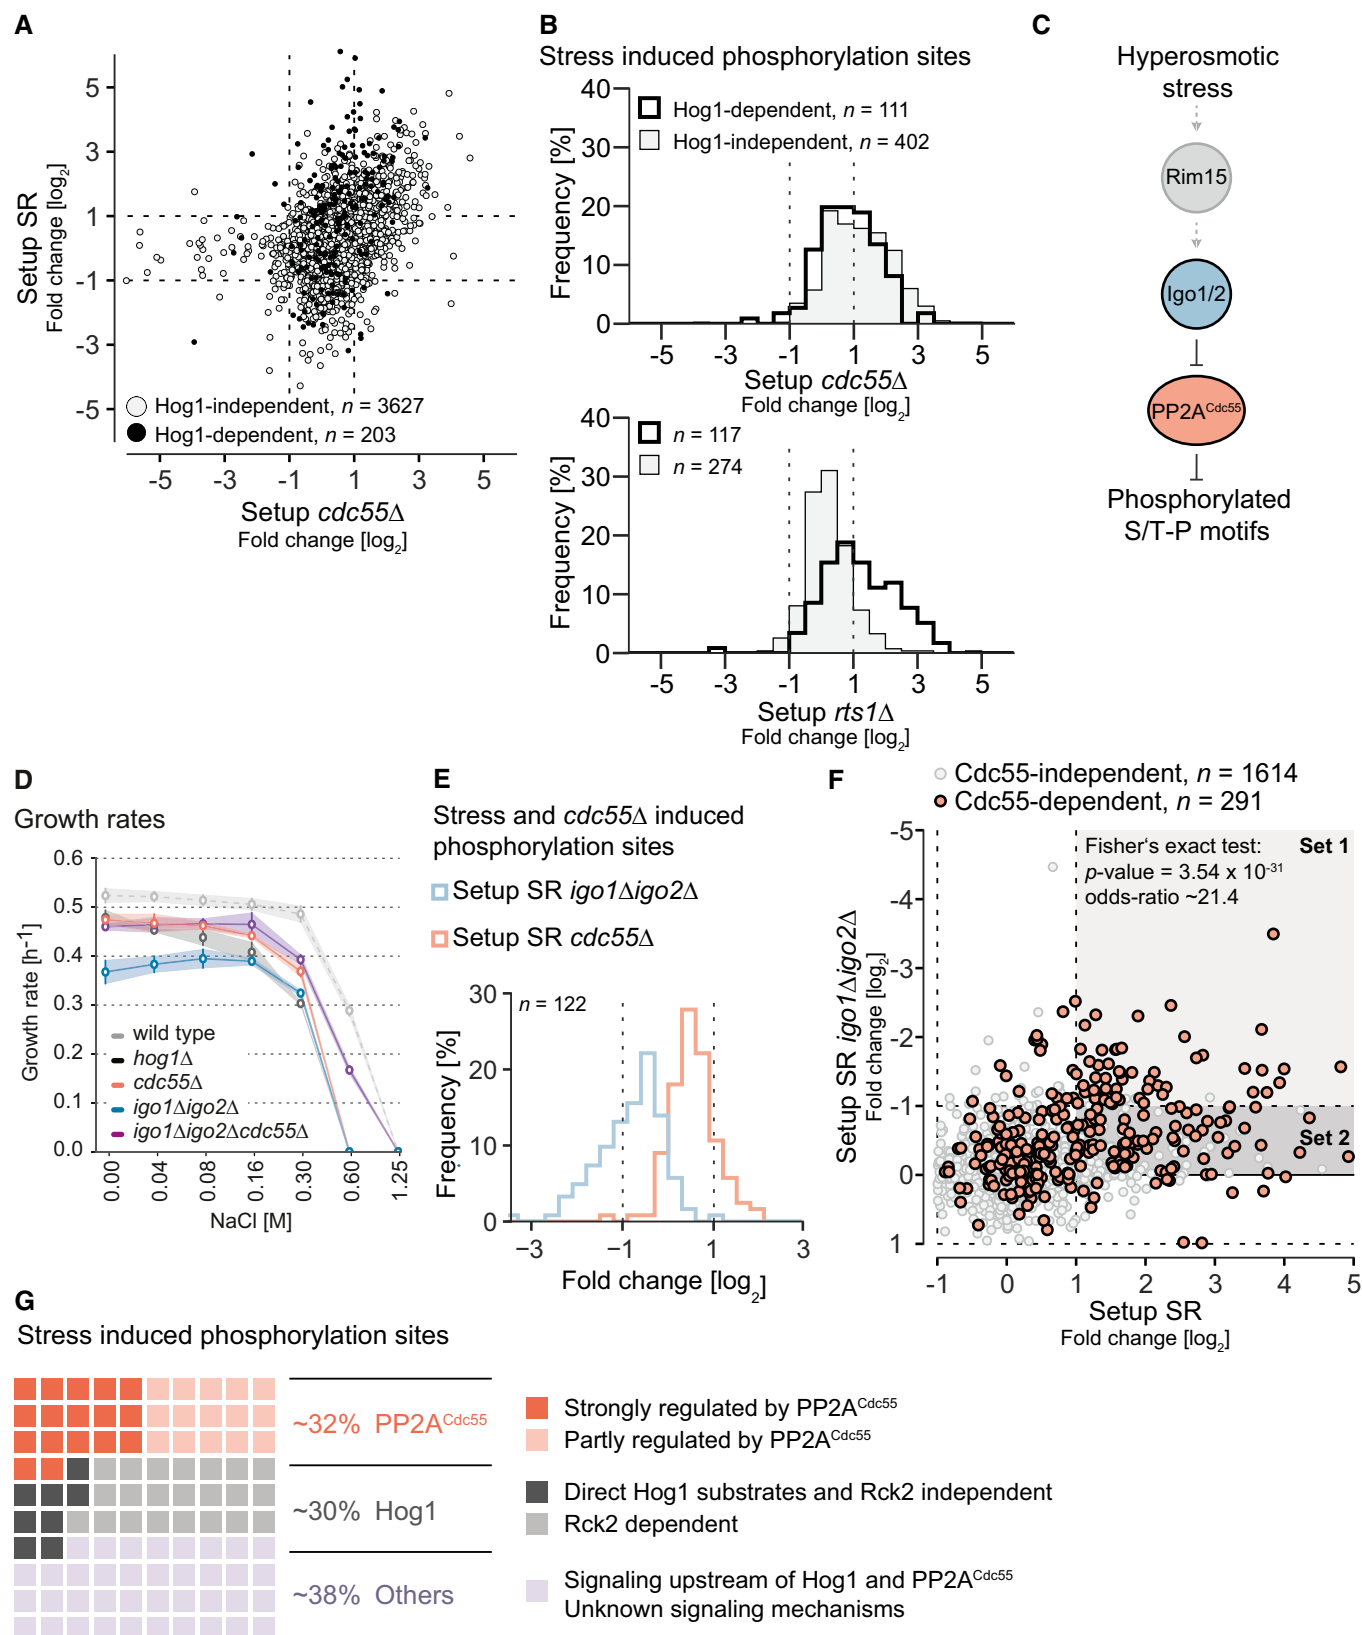 A
Setup SR
Fold change [log2]
5
3
1
-1
-3
-5
Hog1-independent, n = 3627
Hog1-dependent, n = 203
-5 -3 -1 1 3 5
Setup cdc55Δ
Fold change [log2]
B
Stress induced phosphorylation sites
Frequency [%]
40
30
20
10
0
Hog1-dependent, n = 111
Hog1-independent, n = 402
-5 -3 -1 1 3 5
Setup cdc55Δ
Fold change [log2]
Frequency [%]
40
30
20
10
0
n = 117
n = 274
-5 -3 -1 1 3 5
Setup rts1Δ
Fold change [log2]
C
Hyperosmotic
stress
Rim15
Igo1/2
PP2ACdc55
Phosphorylated
S/T-P motifs
D
Growth rates
Growth rate [h-1]
0.6
0.5
0.4
0.3
0.2
0.1
0.0
wild type
hog1Δ
cdc55Δ
igo1Δigo2Δ
igo1Δigo2Δcdc55Δ
0.00 0.04 0.08 0.16 0.30 0.60 1.25
NaCl [M]
E
Stress and cdc55Δ induced
phosphorylation sites
Setup SR igo1Δigo2Δ
Setup SR cdc55Δ
Frequency [%]
30
20
10
0
n = 122
−3 −1 1 3
Fold change [log2]
F
Cdc55-independent, n = 1614
Cdc55-dependent, n = 291
Setup SR igo1Δigo2Δ
Fold change [log2]
-5
-4
-3
-2
-1
0
1
Fisher‘s exact test:
p-value = 3.54 x 10-31
odds-ratio ~21.4
Set 1
Set 2
-1 0 1 2 3 4 5
Setup SR
Fold change [log2]
G
Stress induced phosphorylation sites
~32% PP2ACdc55
~30% Hog1
~38% Others
Strongly regulated by PP2ACdc55
Partly regulated by PP2ACdc55
Direct Hog1 substrates and Rck2 independent
Rck2 dependent
Signaling upstream of Hog1 and PP2ACdc55
Unknown signaling mechanisms